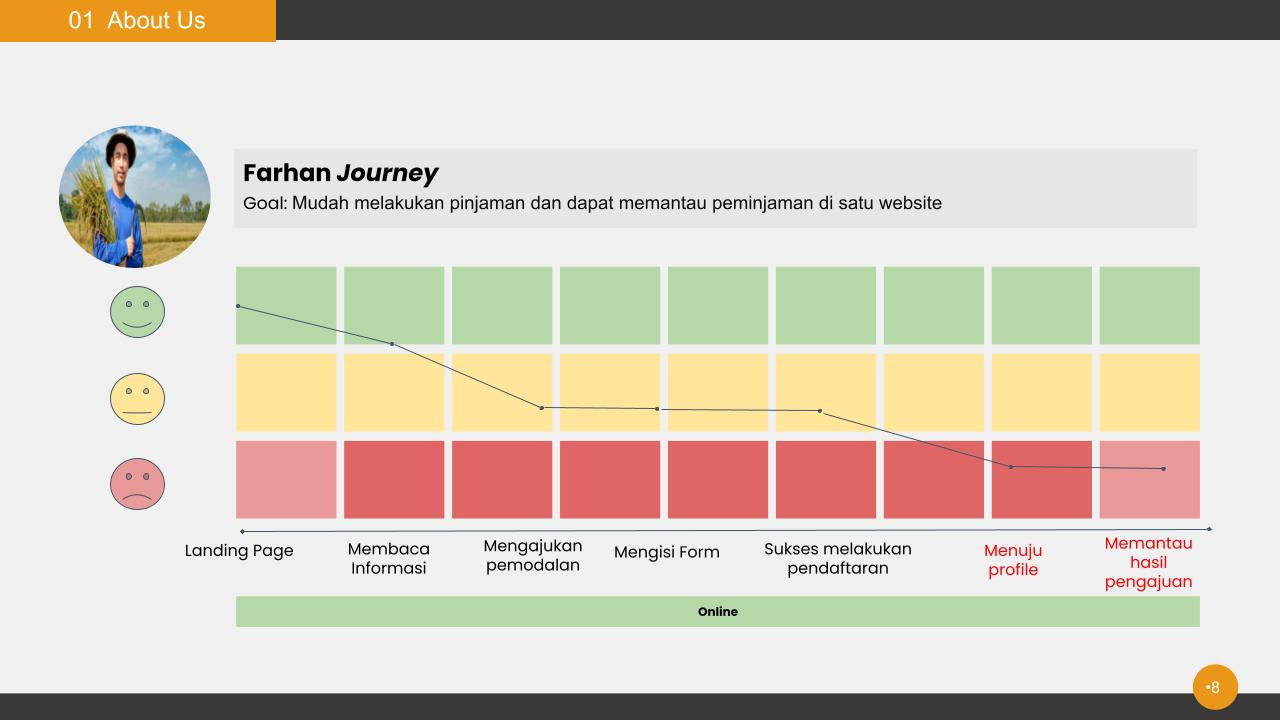 01 About Us
Farhan Journey
Goal: Mudah melakukan pinjaman dan dapat memantau peminjaman di satu website
Landing Page
Membaca
Informasi
Mengajukan
pemodalan
Mengisi Form
Sukses melakukan
pendaftaran
Menuju
profile
Memantau
hasil
pengajuan
Online
•8